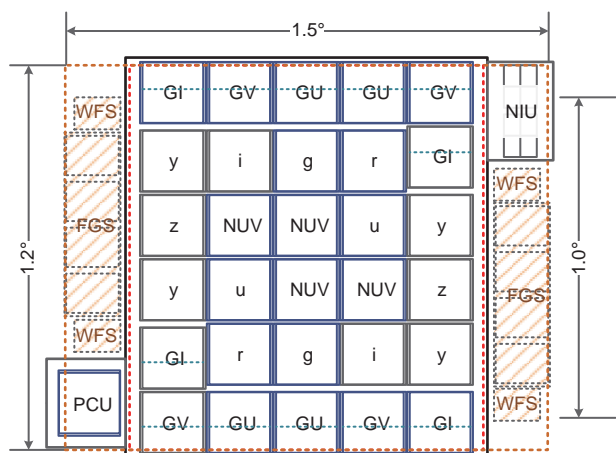 1.5°
GI GV GU GU GV
WFS
NIU
y i g r GI
WFS
FGS
z NUV NUV u y
1.2°
1.0°
y u NUV NUV z
FGS
WFS
GI r g i y
PCU
WFS
GV GU GU GV GI